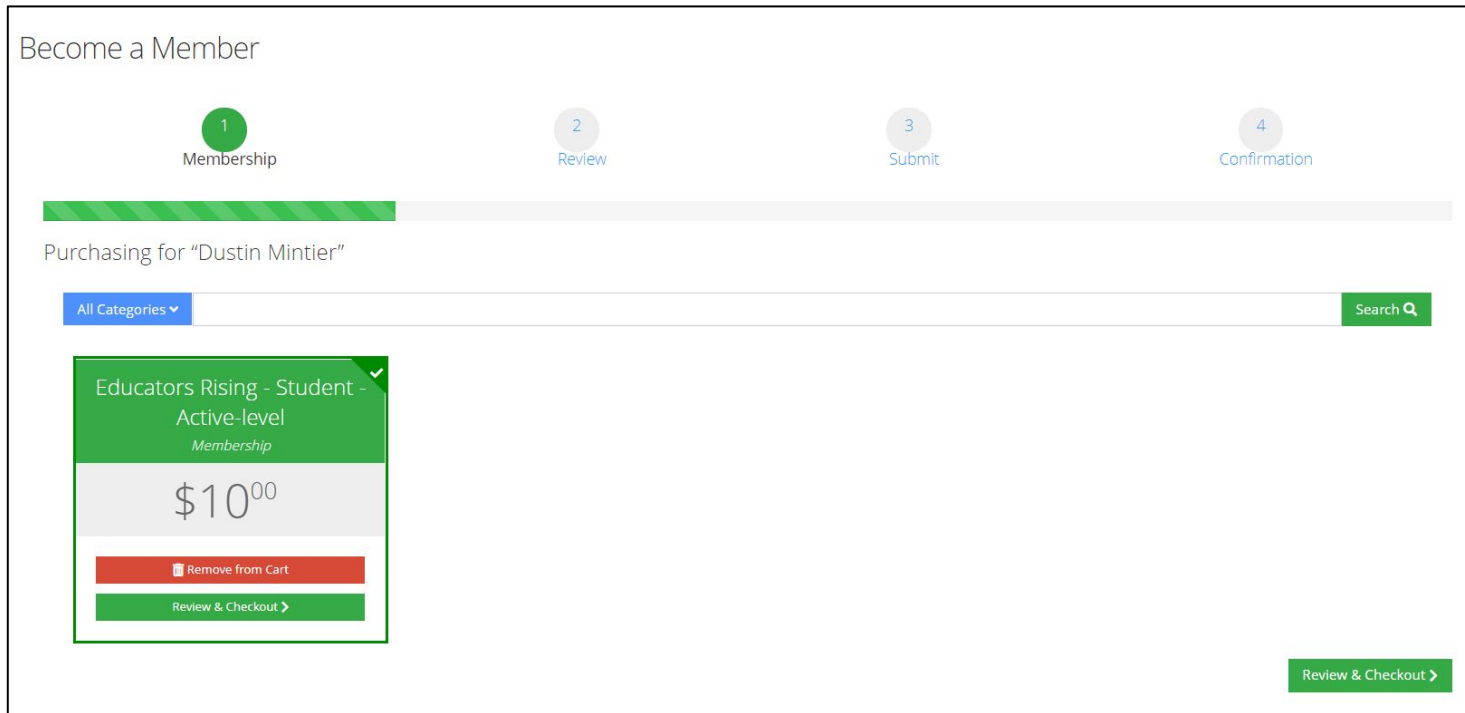 Become a Member
1
Membership
2
Review
3
Submit
4
Confirmation
Purchasing for “Dustin Mintier”
All Categories
Search
Educators Rising - Student -
Active-level
Membership
$1000
Remove from Cart
Review & Checkout
Review & Checkout